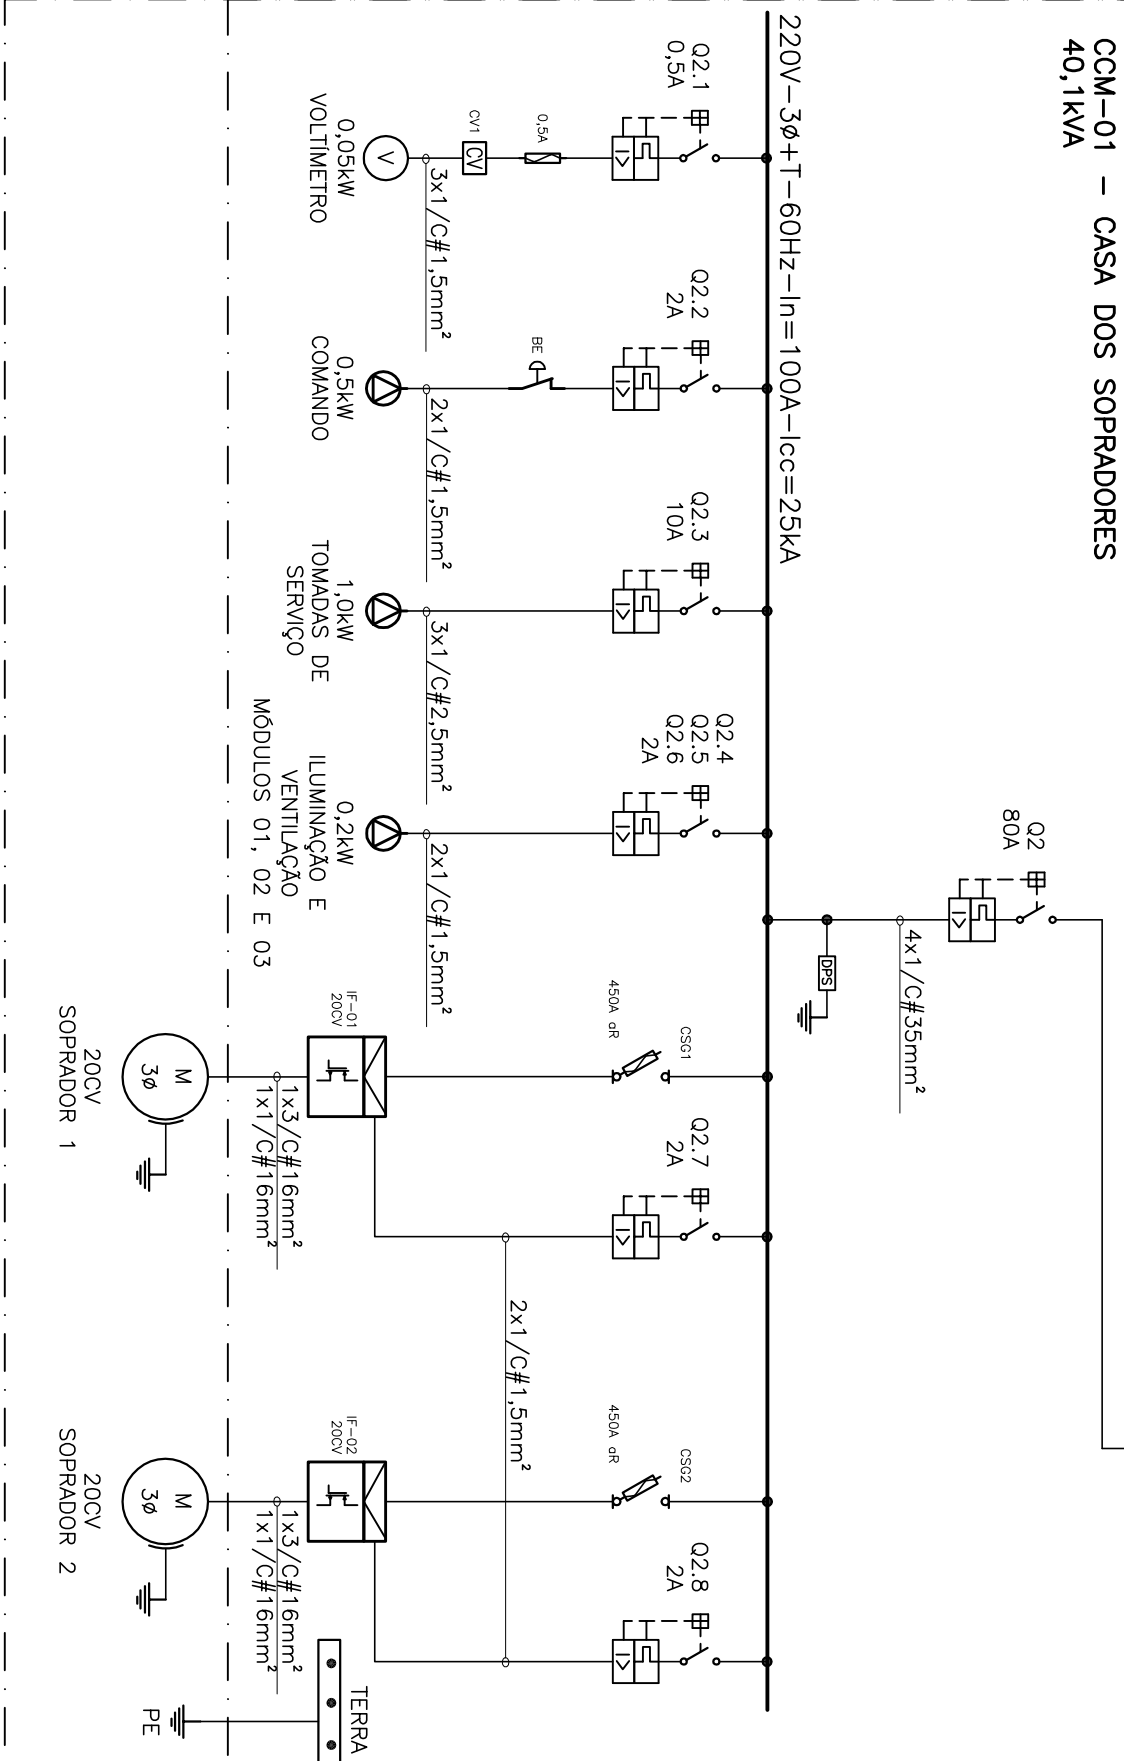 CCM-01 - CASA DOS SOPRADORES
40,1kVA
Q2
80A
4x1/C#35mm²
DPS
220V-3Ø+T-60Hz-In=100A-Icc=25kA
Q2.1
0,5A
0,5A
CV1
CV
3x1/C#1,5mm²
V
0,05kW
VOLTÍMETRO
Q2.2
2A
BE
2x1/C#1,5mm²
0,5kW
COMANDO
Q2.3
10A
3x1/C#2,5mm²
1,0kW
TOMADAS DE
SERVIÇO
Q2.4
Q2.5
Q2.6
2A
2x1/C#1,5mm²
0,2kW
ILUMINAÇÃO E
VENTILAÇÃO
MÓDULOS 01, 02 E 03
CSG1
450A aR
IF-01
20CV
1x3/C#16mm²
1x1/C#16mm²
M
3Ø
20CV
SOPRADOR 1
Q2.7
2A
2x1/C#1,5mm²
CSG2
450A aR
IF-02
20CV
1x3/C#16mm²
1x1/C#16mm²
M
3Ø
20CV
SOPRADOR 2
Q2.8
2A
TERRA
PE